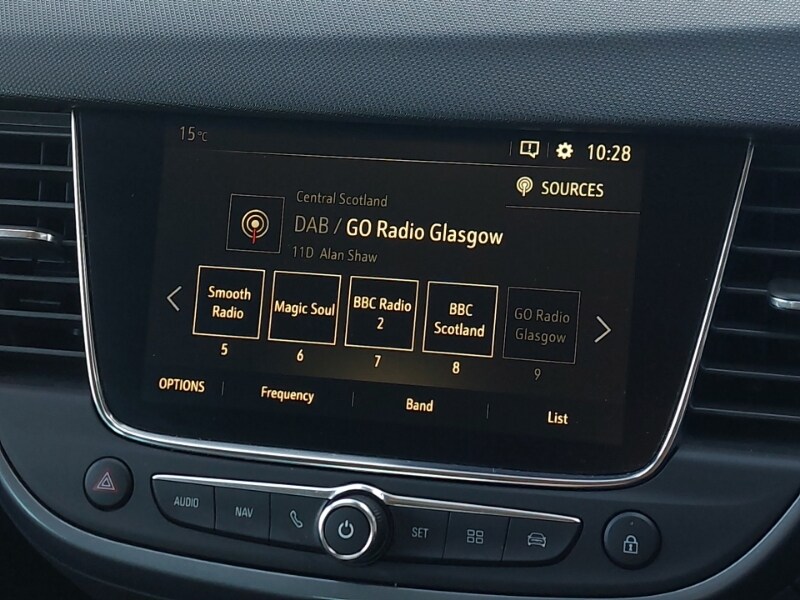 15°C
10:28
SOURCES
Central Scotland
DAB / GO Radio Glasgow
11D Alan Shaw
Smooth
Radio
Magic Soul
BBC Radio
2
BBC
Scotland
GO Radio
Glasgow
5
6
7
8
9
OPTIONS
Frequency
Band
List
AUDIO
NAV
SET